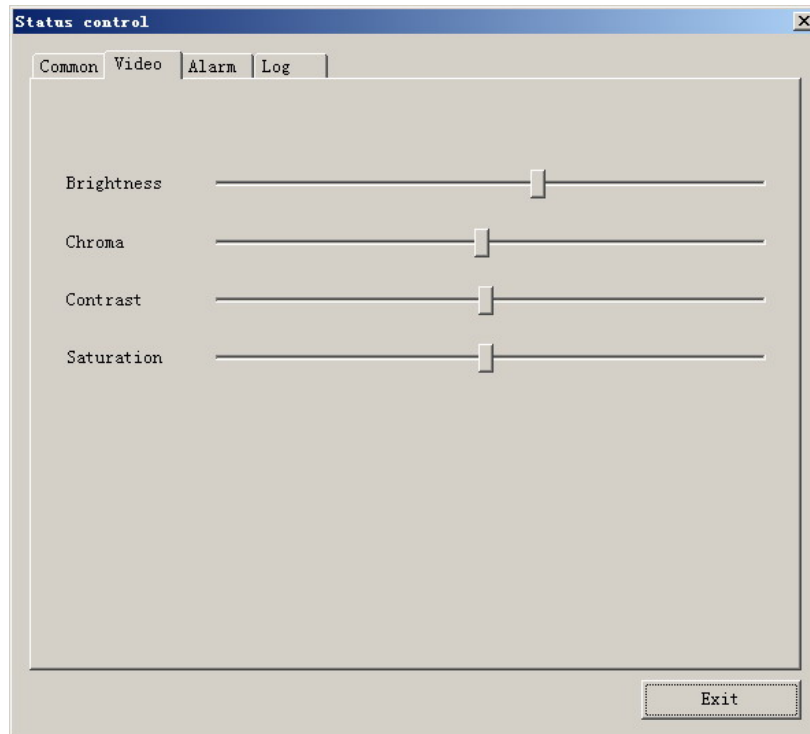 Status control
Common Video Alarm Log
Brightness
Chroma
Contrast
Saturation
Exit